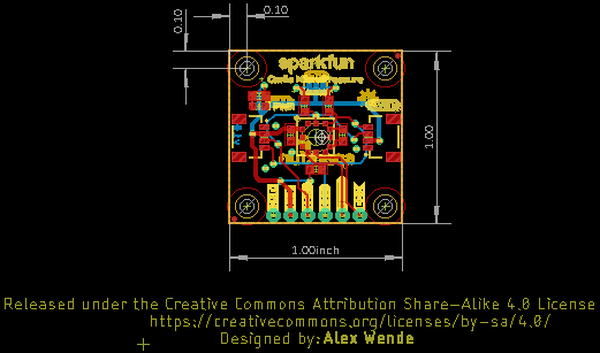 0.10
0.10
sparkfun
1.00
1.00inch
Released under the Creative Commons Attribution Share-Alike 4.0 License
https://creativecommons.org/licenses/by-sa/4.0/
Designed by: Alex Wende